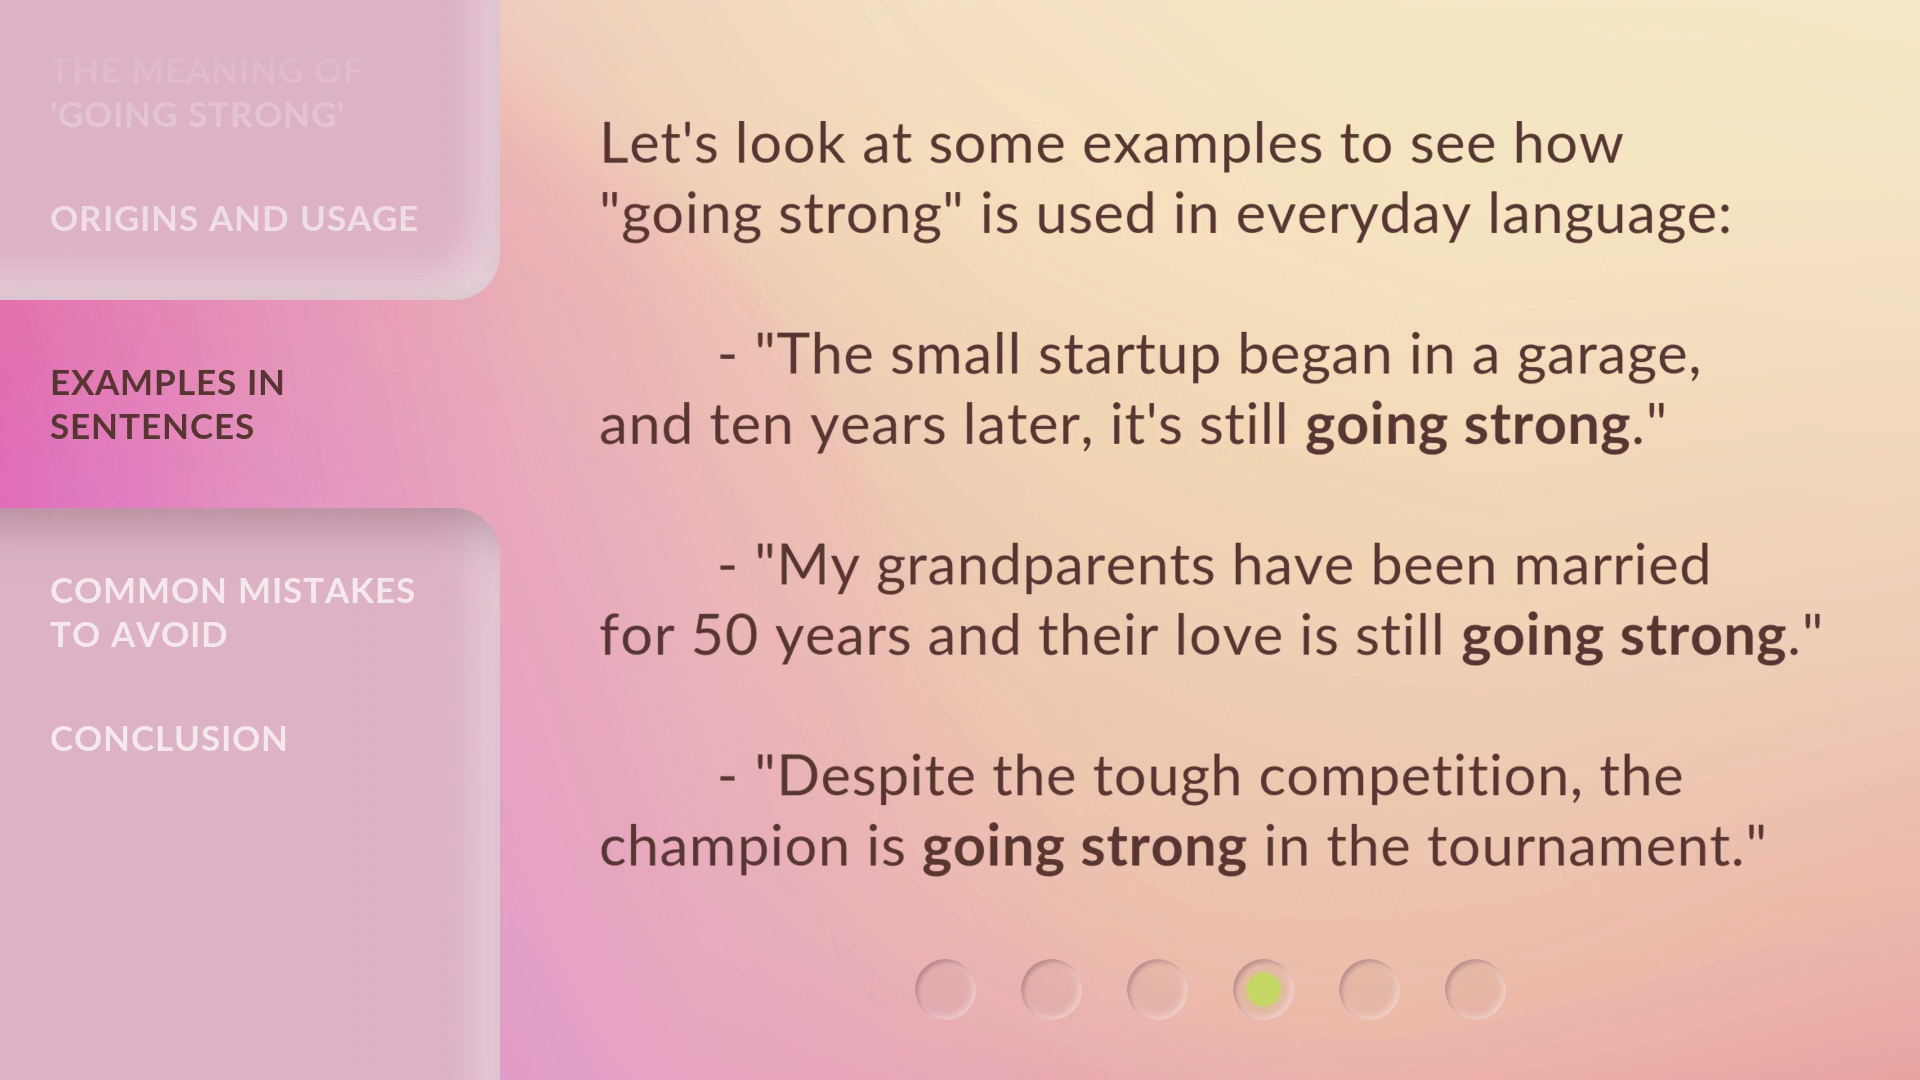 THE MEANING OF
'GOING STRONG'
ORIGINS AND USAGE
EXAMPLES IN
SENTENCES
COMMON MISTAKES
TO AVOID
CONCLUSION
Let's look at some examples to see how
"going strong" is used in everyday language:
- "The small startup began in a garage,
and ten years later, it's still going strong."
- "My grandparents have been married
for 50 years and their love is still going strong."
- "Despite the tough competition, the
champion is going strong in the tournament."